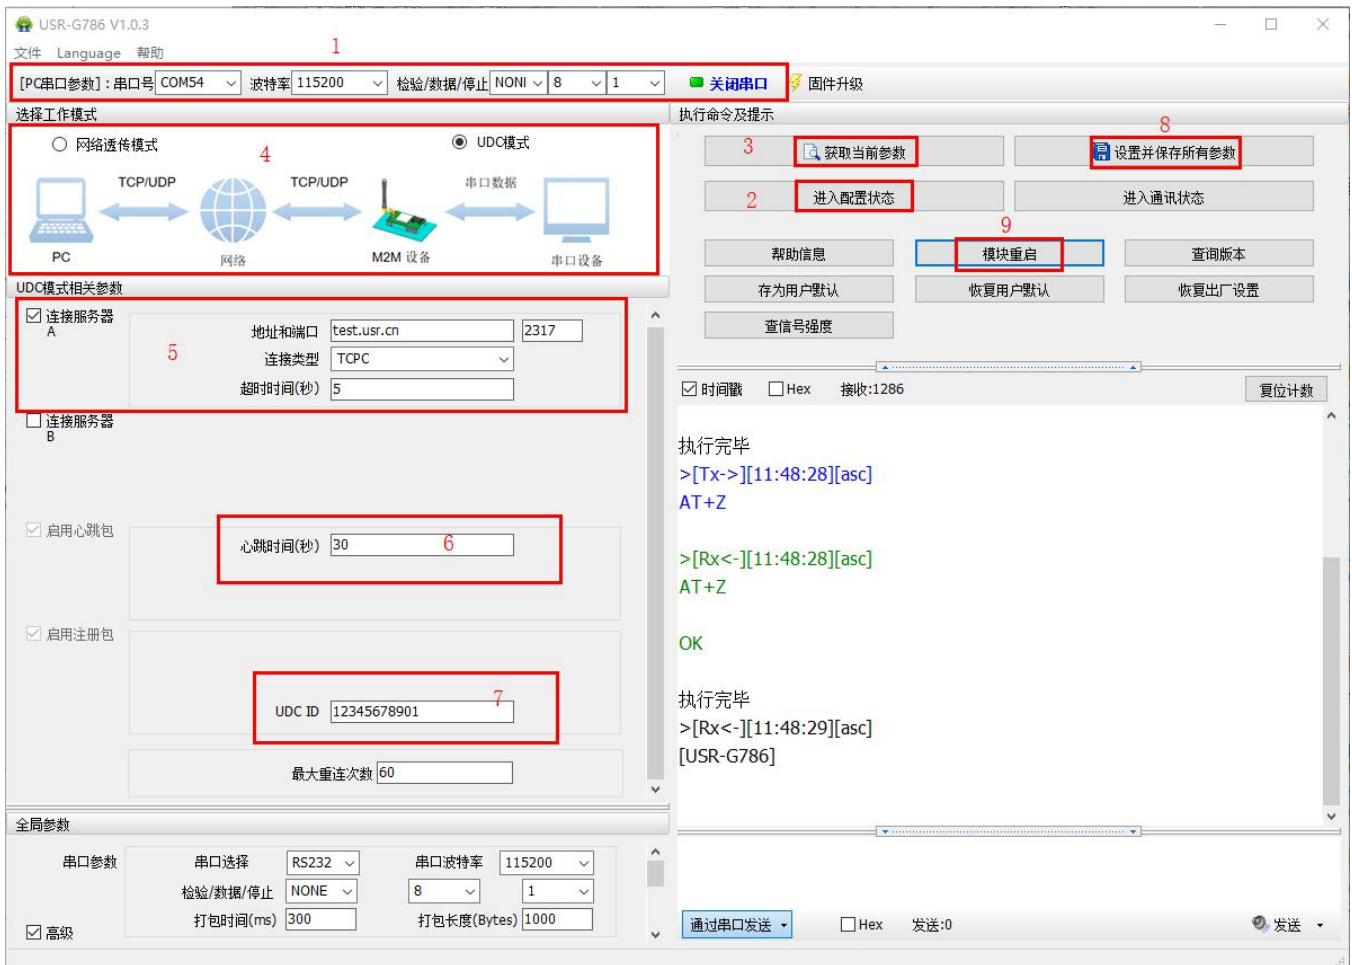 USR-G786 V1.0.3
文件 Language 帮助
1
[PC串口参数]：串口号 COM54 波特率 115200 检验/数据/停止 NONI 8 1 关闭串口 固件升级
选择工作模式
网络透传模式 UDC模式
4
TCP/UDP TCP/UDP 串口数据
PC 网络 M2M 设备 串口设备
UDC模式相关参数
连接服务器
A
5
地址和端口 test.usr.cn 2317
连接类型 TCPC
超时时间(秒) 5
连接服务器
B
启用心跳包
心跳时间(秒) 30 6
启用注册包
7
UDC ID 12345678901
最大重连次数 60
全局参数
串口参数 串口选择 RS232 串口波特率 115200
检验/数据/停止 NONE 8 1
打包时间(ms) 300 打包长度(Bytes) 1000
高级
执行命令及提示
8
3 获取当前参数 设置并保存所有参数
2 进入配置状态 进入通讯状态
9
帮助信息 模块重启 查询版本
存为用户默认 恢复用户默认 恢复出厂设置
查信号强度
时间戳 Hex 接收:1286 复位计数
执行完毕
>[Tx->][11:48:28][asc]
AT+Z
>[Rx<-][11:48:28][asc]
AT+Z
OK
执行完毕
>[Rx<-][11:48:29][asc]
[USR-G786]
通过串口发送 Hex 发送:0 发送